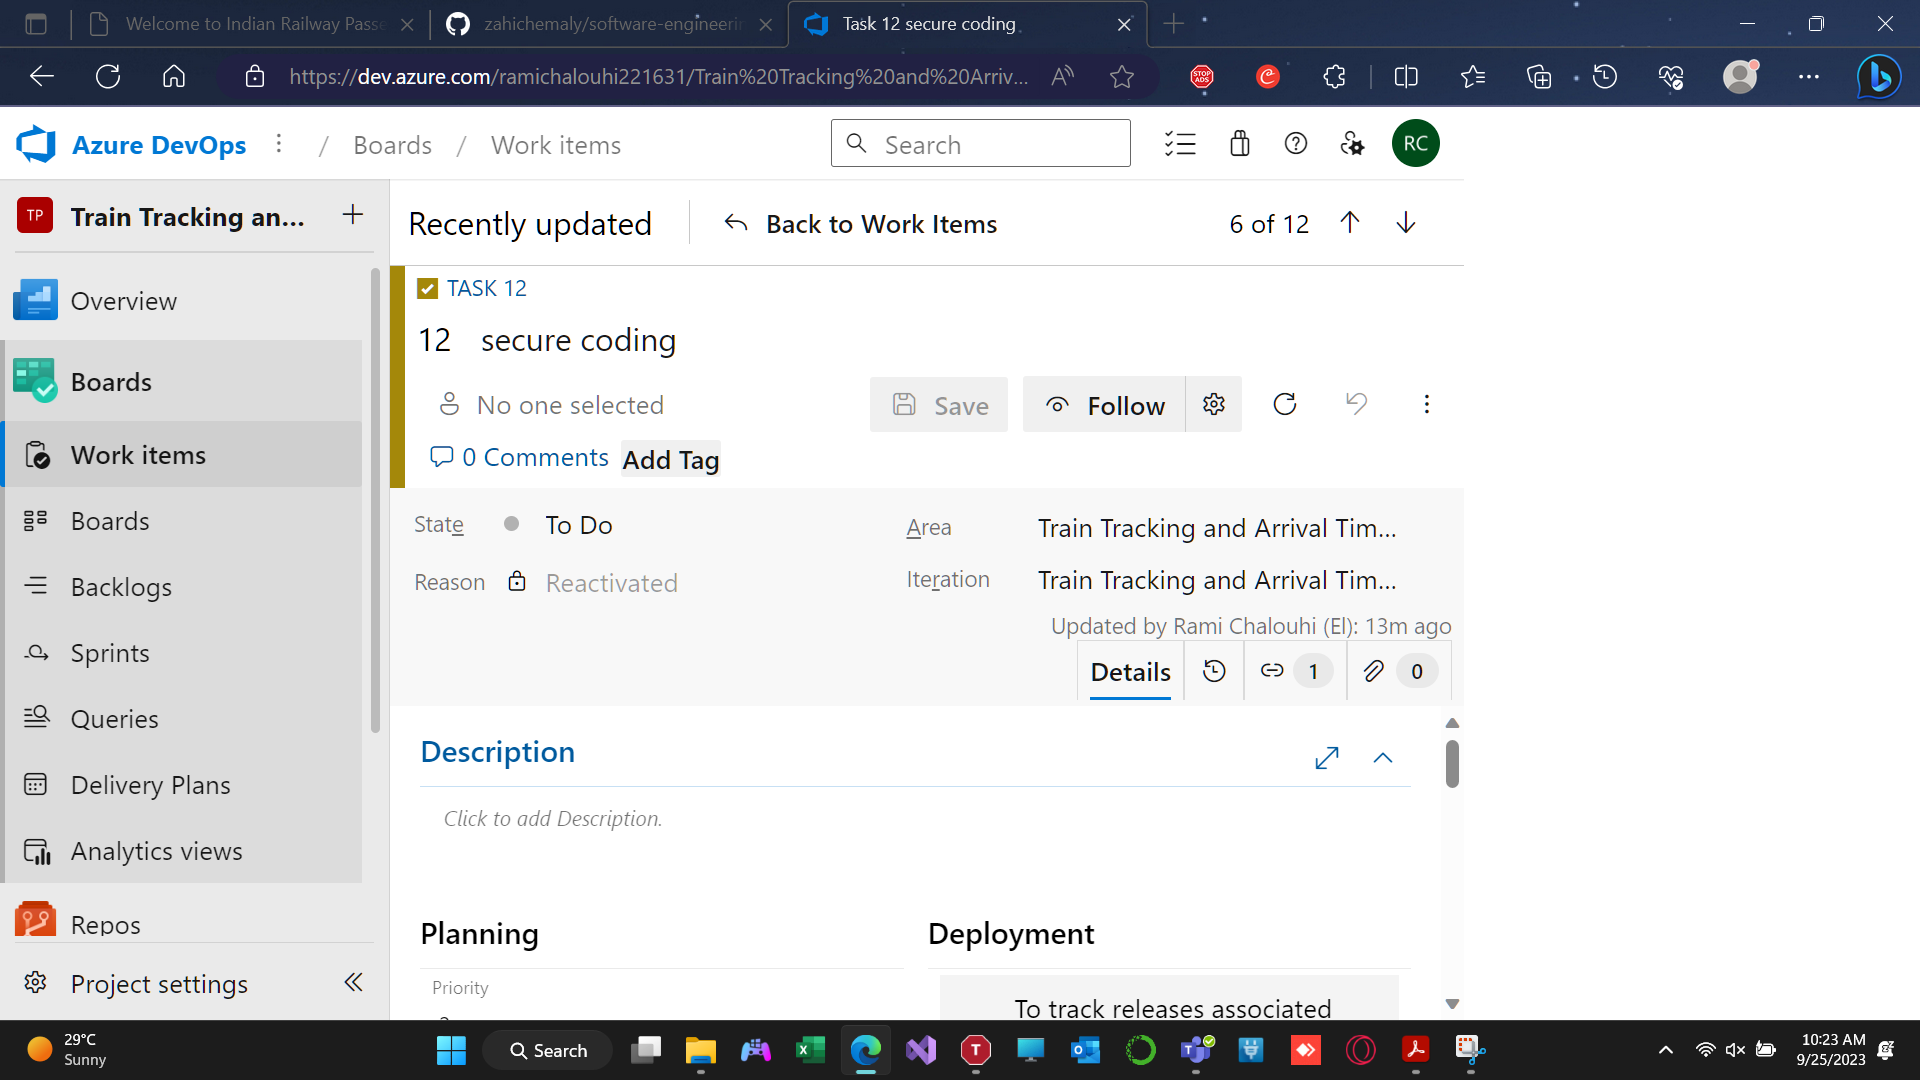 Welcome to Indian Railway Passe
zahichemaly/software-engineerin
Task 12 secure coding
https://dev.azure.com/ramichalouhi221631/Train%20Tracking%20and%20Arriv...
Azure DevOps / Boards / Work items
Search
RC
TP Train Tracking an...
Recently updated
Back to Work Items
6 of 12
Overview
Boards
Work items
Boards
Backlogs
Sprints
Queries
Delivery Plans
Analytics views
Repos
Project settings
TASK 12
12 secure coding
No one selected
Save
Follow
0 Comments
Add Tag
State To Do
Area Train Tracking and Arrival Tim...
Reason Reactivated
Iteration Train Tracking and Arrival Tim...
Updated by Rami Chalouhi (El): 13m ago
Details 1 0
Description
Click to add Description.
Planning
Deployment
Priority
To track releases associated
29°C
Sunny
Search
10:23 AM
9/25/2023